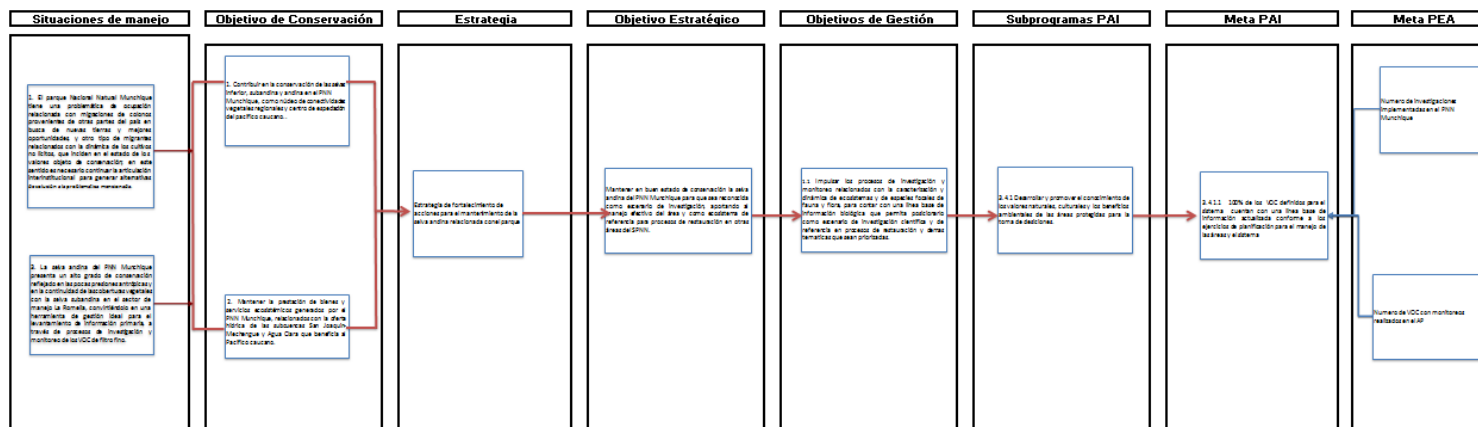 Situaciones de manejo
Objetivo de Conservación
Estrategia
Objetivo Estratégico
Objetivos de Gestión
Subprogramas PAI
Meta PAI
Meta PEA
1. El parque Nacional Natural Munchique
tiene una problemática de ocupación
relacionada con migraciones de colonos
provenientes de otras partes del país en
busca de nuevas tierras y mejores
oportunidades y otro tipo de migrantes
relacionados con la dinámica de los cultivos
no lícitos, que inciden en el estado de los
valores objeto de conservación; en este
sentido es necesario continuar la articulación
interinstitucional para generar alternativas
de solución a la problemática mencionada.
3. La selva andina del PNN Munchique
presenta un alto grado de conservación
reflejado en las pocas presiones antrópicas y
en la continuidad de las coberturas vegetales
con la selva subandina en el sector de
manejo La Romelia, convirtiéndolo en una
herramienta de gestión ideal para el
levantamiento de información primaria, a
través de procesos de investigación y
monitoreo de los VOC de filtro fino.
1. Contribuir en la conservación de las selvas
inferior, subandina y andina en el PNN
Munchique, como núcleo de conectividades
vegetales regionales y centro de especiación
del pacífico caucano.
2. Mantener la prestación de bienes y
servicios ecosistémicos generados por el
PNN Munchique, relacionados con la oferta
hídrica de las subcuencas San Joaquín,
Mechengue y Agua Clara que beneficia al
Pacífico caucano.
Estrategia de fortalecimiento de
acciones para el mantenimiento de la
selva andina relacionada con el parque
Mantener en buen estado de conservación la selva
andina del PNN Munchique para que sea reconocida
como escenario de investigación, aportando al
manejo efectivo del área y como ecosistema de
referencia para procesos de restauración en otras
áreas del SPNN.
1.1 Impulsar los procesos de investigación y
monitoreo relacionados con la caracterización y
dinámica de ecosistemas y de especies focales de
fauna y flora, para contar con una línea base de
información biológica que permita posicionarlo
como escenario de investigación científica y de
referencia en procesos de restauración y demas
tematicas que sean priorizadas.
3.4.1 Desarrollar y promover el conocimiento de
los valores naturales, culturales y los beneficios
ambientales de las áreas protegidas para la
toma de desiciones.
3.4.1.1 100% de los VOC definidos para el
sistema cuentan con una línea base de
información actualizada conforme a los
ejercicios de planificación para el manejo de
las áreas y el sistema
Numero de investigaciones
implementadas en el PNN
Munchique
Numero de VOC con monitoreos
realizados en el AP